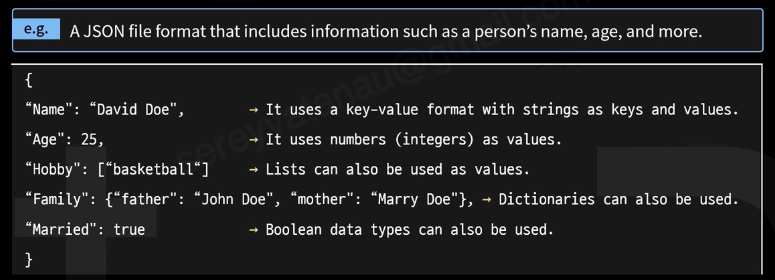 e.g. A JSON file format that includes information such as a person’s name, age, and more.
{
“Name": “David Doe", → It uses a key-value format with strings as keys and values.
“Age": 25, → It uses numbers (integers) as values.
“Hobby": [“basketball“] → Lists can also be used as values.
“Family": {“father": “John Doe", “mother": “Marry Doe"}, → Dictionaries can also be used.
“Married": true → Boolean data types can also be used.
}